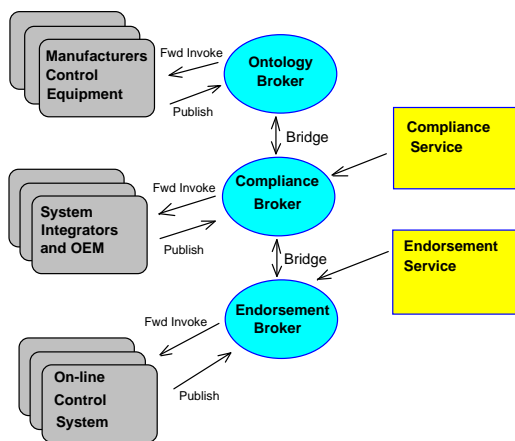 Manufacturers
Control
Equipment
Fwd Invoke
Publish
Ontology
Broker
Bridge
Compliance
Service
System
Integrators
and OEM
Fwd Invoke
Publish
Compliance
Broker
Bridge
Endorsement
Service
Endorsement
Broker
Fwd Invoke
Publish
On-line
Control
System